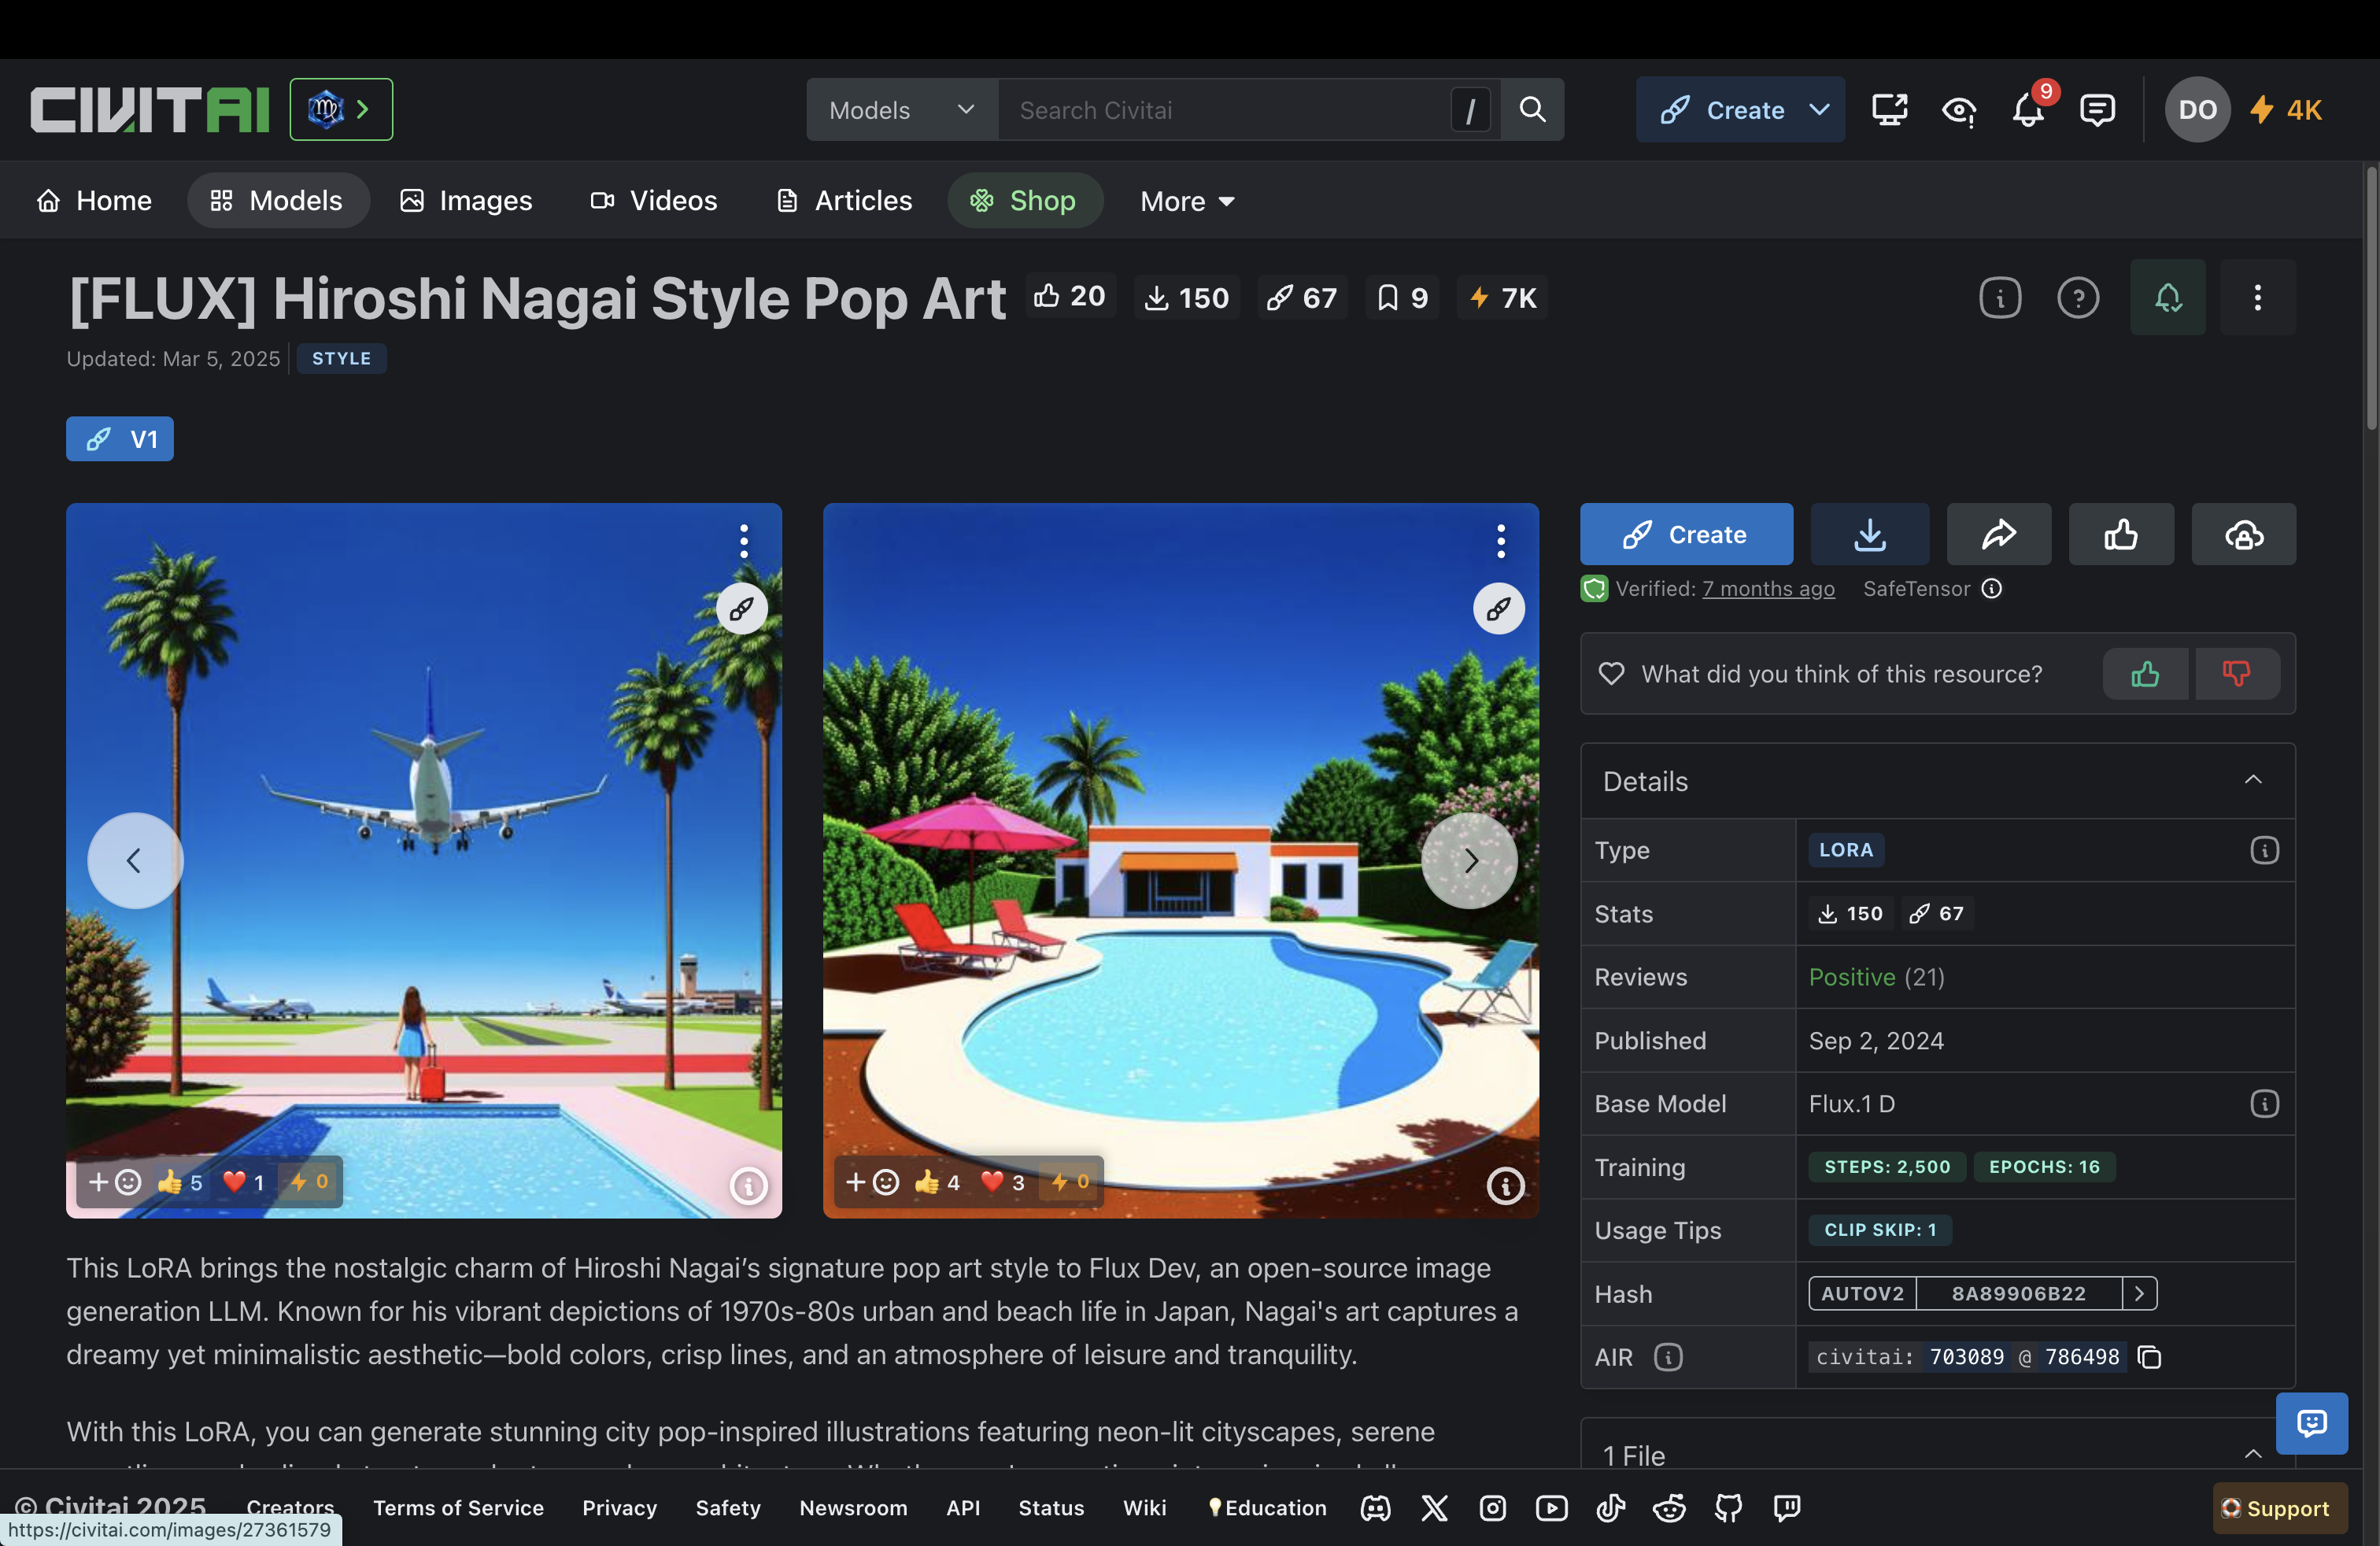 CIVITAI
Models
Search Civitai
/
Create
9
DO
4K
Home
Models
Images
Videos
Articles
Shop
More
[FLUX] Hiroshi Nagai Style Pop Art
20
150
67
9
7K
Updated: Mar 5, 2025
STYLE
V1
5
1
0
4
3
0
This LoRA brings the nostalgic charm of Hiroshi Nagai’s signature pop art style to Flux Dev, an open-source image
generation LLM. Known for his vibrant depictions of 1970s-80s urban and beach life in Japan, Nagai's art captures a
dreamy yet minimalistic aesthetic—bold colors, crisp lines, and an atmosphere of leisure and tranquility.
With this LoRA, you can generate stunning city pop-inspired illustrations featuring neon-lit cityscapes, serene
Create
Verified: 7 months ago
SafeTensor
What did you think of this resource?
Details
Type
LORA
Stats
150
67
Reviews
Positive (21)
Published
Sep 2, 2024
Base Model
Flux.1 D
Training
STEPS: 2,500
EPOCHS: 16
Usage Tips
CLIP SKIP: 1
Hash
AUTOV2
8A89906B22
AIR
civitai: 703089 @ 786498
1 File
© Civitai 2025
Creators
Terms of Service
Privacy
Safety
Newsroom
API
Status
Wiki
Education
Support
https://civitai.com/images/27361579